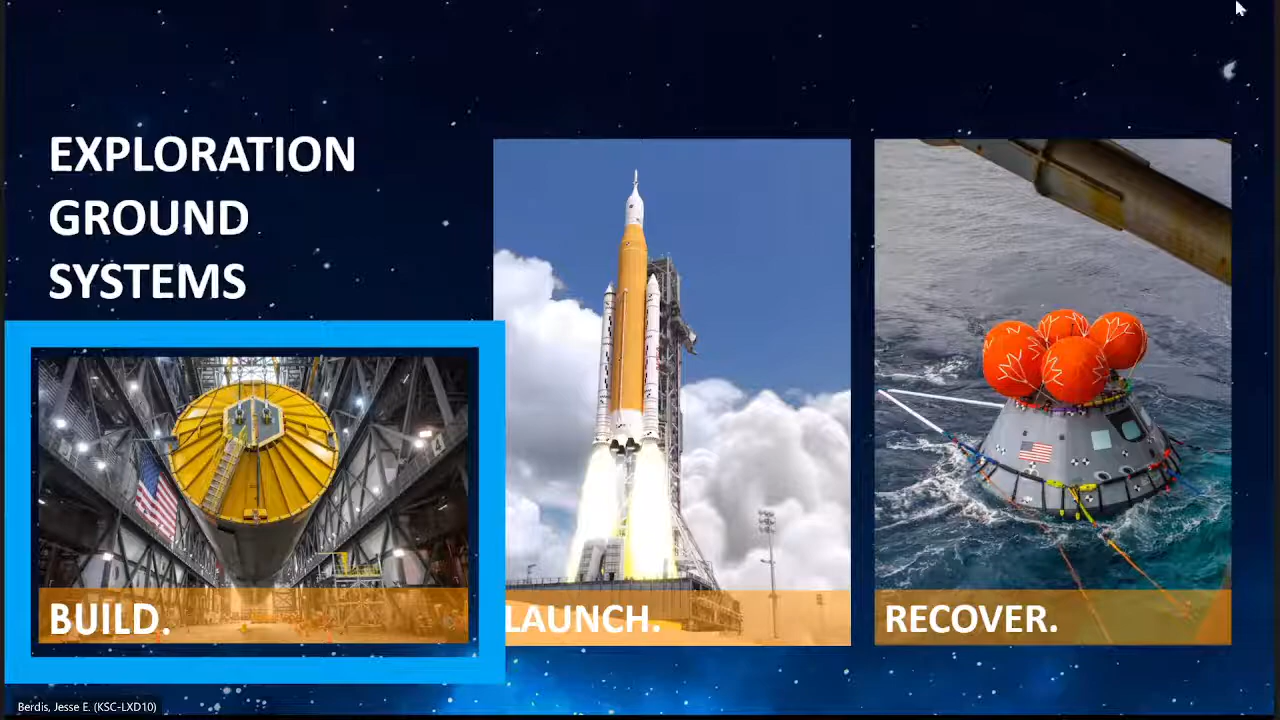 EXPLORATION
GROUND
SYSTEMS
BUILD.
LAUNCH.
RECOVER.
Berdis, Jesse E. (KSC-LXD10)